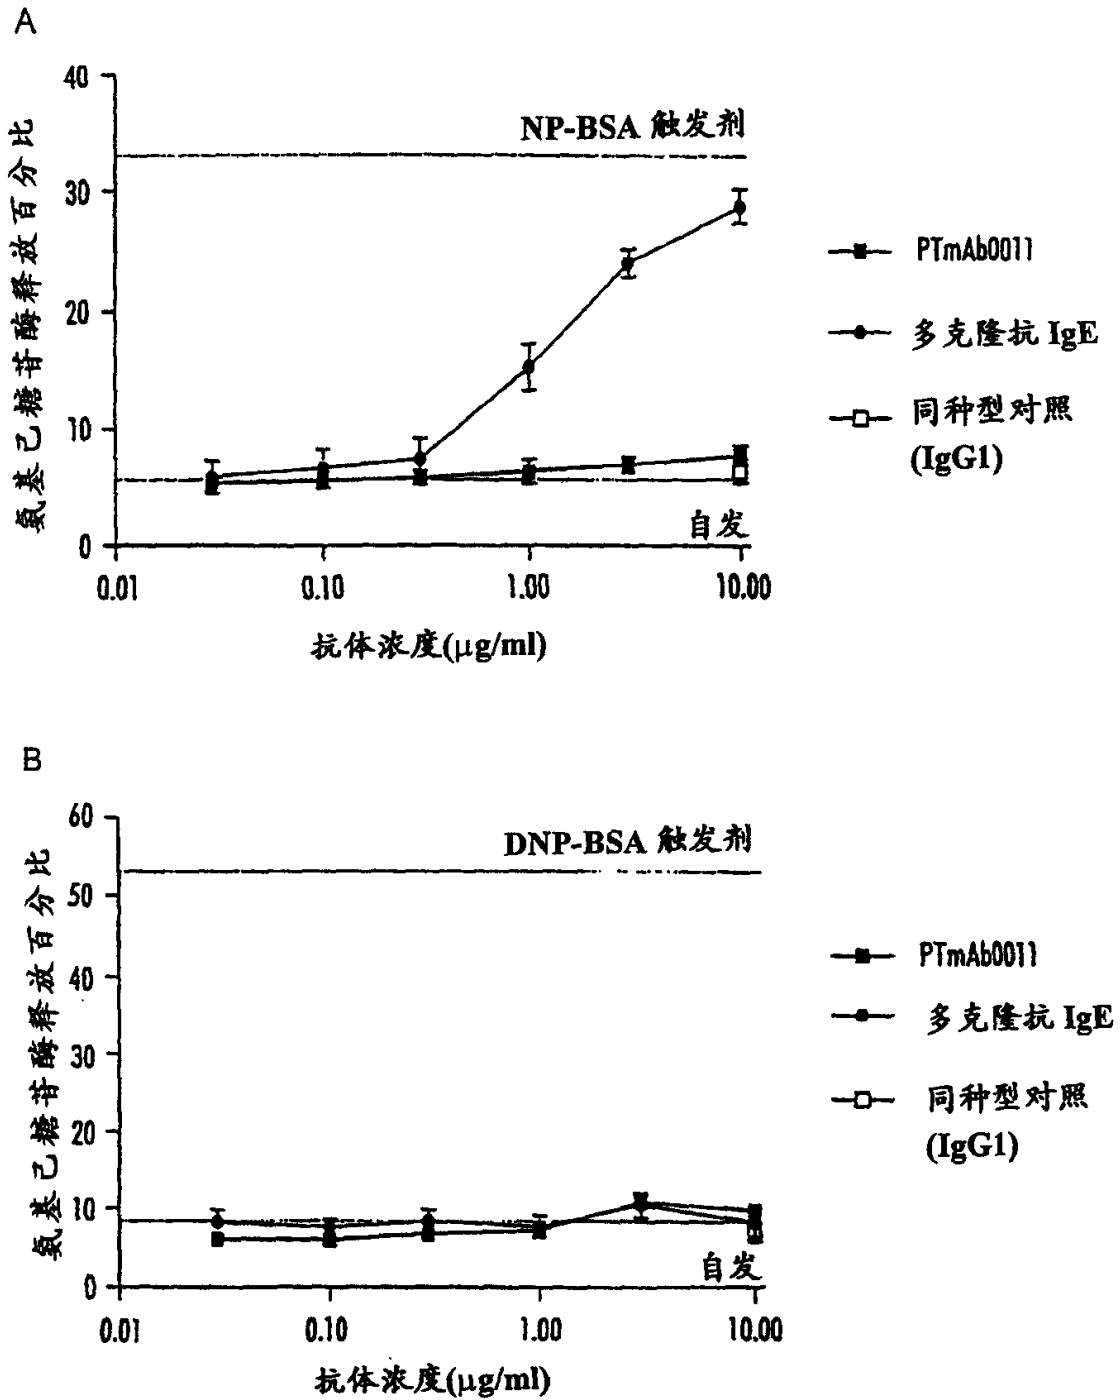 A
氨基己糖苷酶释放百分比
40
30
20
10
0
NP-BSA 触发剂
自发
0.01
0.10
1.00
10.00
抗体浓度(μg/ml)
PTmAb0011
多克隆抗 IgE
同种型对照
(IgG1)
B
氨基己糖苷酶释放百分比
60
50
40
30
20
10
0
DNP-BSA 触发剂
自发
0.01
0.10
1.00
10.00
抗体浓度(μg/ml)
PTmAb0011
多克隆抗 IgE
同种型对照
(IgG1)